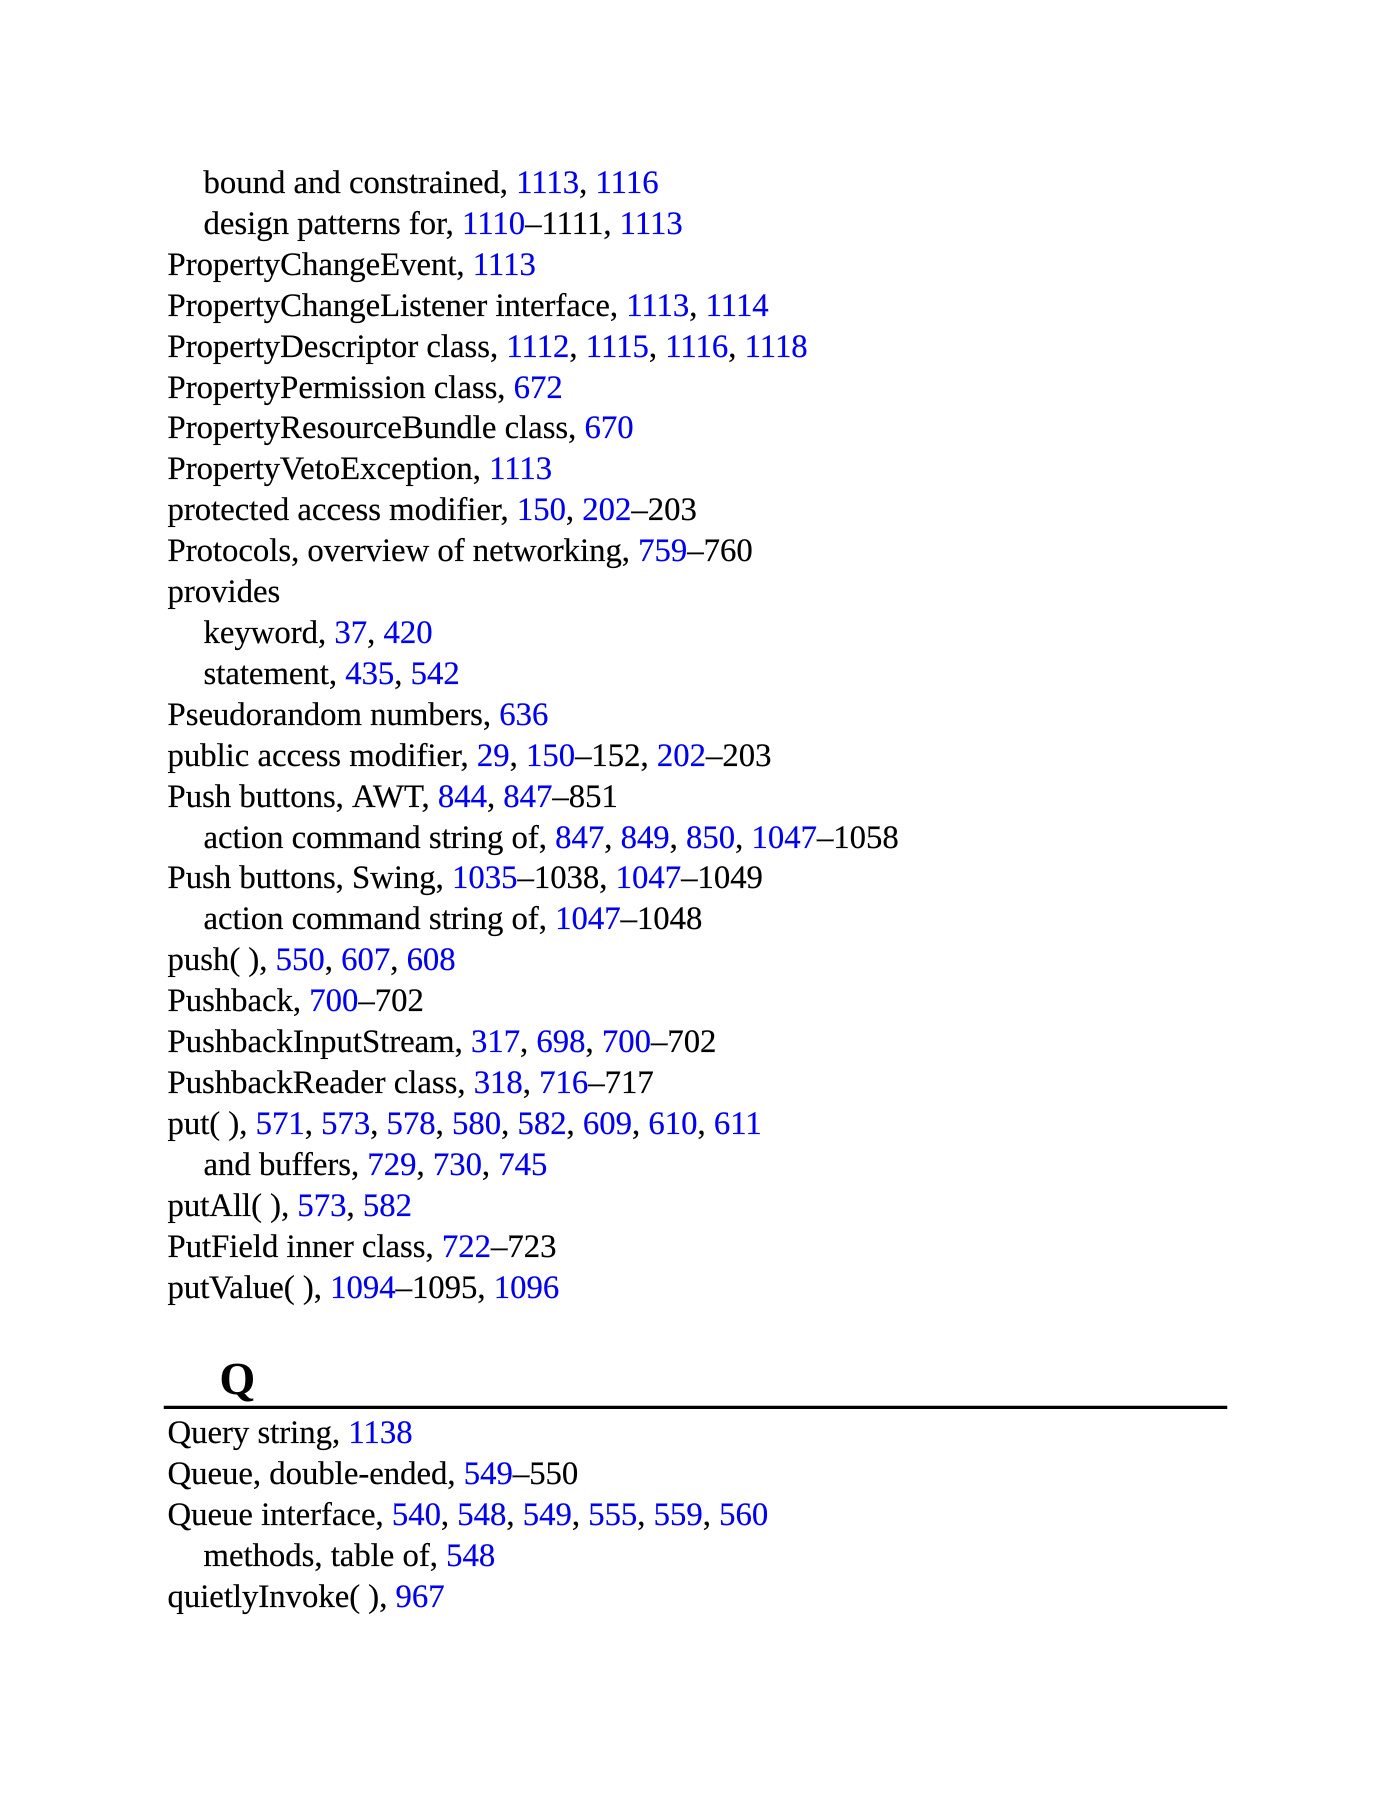 bound and constrained, 1113, 1116
design patterns for, 1110–1111, 1113
PropertyChangeEvent, 1113
PropertyChangeListener interface, 1113, 1114
PropertyDescriptor class, 1112, 1115, 1116, 1118
PropertyPermission class, 672
PropertyResourceBundle class, 670
PropertyVetoException, 1113
protected access modifier, 150, 202–203
Protocols, overview of networking, 759–760
provides
keyword, 37, 420
statement, 435, 542
Pseudorandom numbers, 636
public access modifier, 29, 150–152, 202–203
Push buttons, AWT, 844, 847–851
action command string of, 847, 849, 850, 1047–1058
Push buttons, Swing, 1035–1038, 1047–1049
action command string of, 1047–1048
push( ), 550, 607, 608
Pushback, 700–702
PushbackInputStream, 317, 698, 700–702
PushbackReader class, 318, 716–717
put( ), 571, 573, 578, 580, 582, 609, 610, 611
and buffers, 729, 730, 745
putAll( ), 573, 582
PutField inner class, 722–723
putValue( ), 1094–1095, 1096
Q
Query string, 1138
Queue, double-ended, 549–550
Queue interface, 540, 548, 549, 555, 559, 560
methods, table of, 548
quietlyInvoke( ), 967